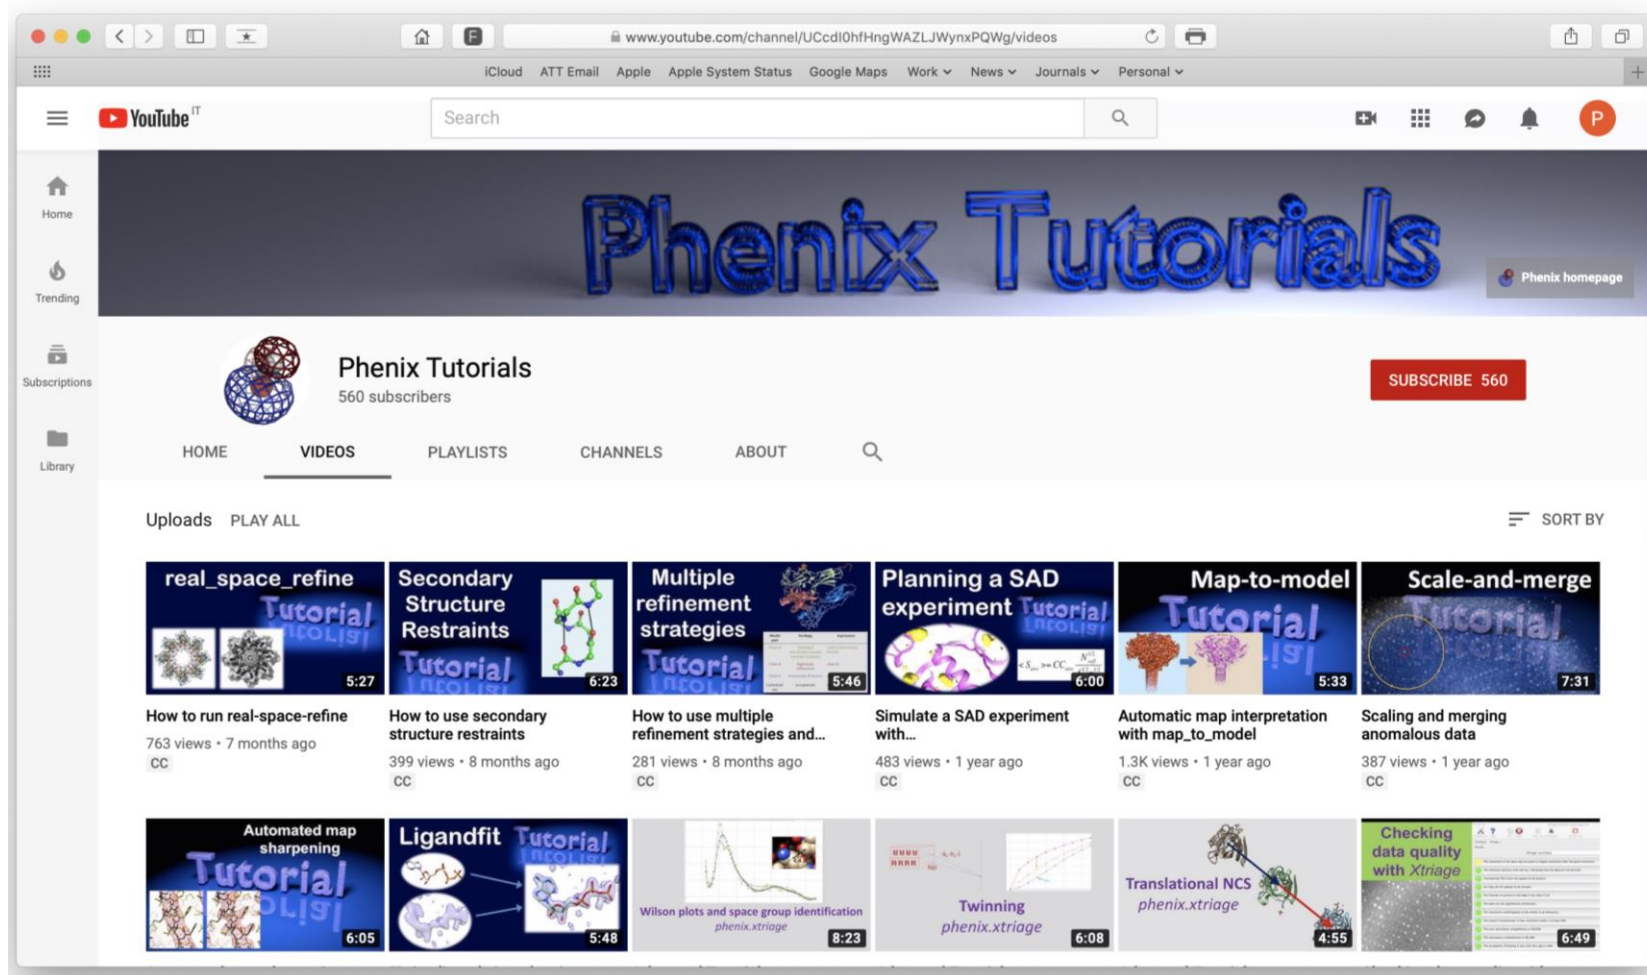 www.youtube.com/channel/UCcdI0hfHngWAZLJWynxPQWg/videos
iCloud ATT Email Apple Apple System Status Google Maps Work News Journals Personal
YouTube IT
Search
P
Home
Trending
Subscriptions
Library
Phenix Tutorials
Phenix homepage
Phenix Tutorials
560 subscribers
SUBSCRIBE 560
HOME VIDEOS PLAYLISTS CHANNELS ABOUT
Uploads PLAY ALL
SORT BY
real_space_refine
Tutorial
5:27
How to run real-space-refine
763 views • 7 months ago
CC
Secondary
Structure
Restraints
Tutorial
6:23
How to use secondary
structure restraints
399 views • 8 months ago
CC
Multiple
refinement
strategies
Tutorial
5:46
How to use multiple
refinement strategies and...
281 views • 8 months ago
CC
Planning a SAD
experiment Tutorial
6:00
Simulate a SAD experiment
with...
483 views • 1 year ago
CC
Map-to-model
Tutorial
5:33
Automatic map interpretation
with map_to_model
1.3K views • 1 year ago
CC
Scale-and-merge
Tutorial
7:31
Scaling and merging
anomalous data
387 views • 1 year ago
CC
Automated map
sharpening
Tutorial
6:05
Ligandfit Tutorial
5:48
Wilson plots and space group identification
phenix.xtriage
8:23
Twinning
phenix.xtriage
6:08
Translational NCS
phenix.xtriage
4:55
Checking
data quality
with Xtriage
6:49